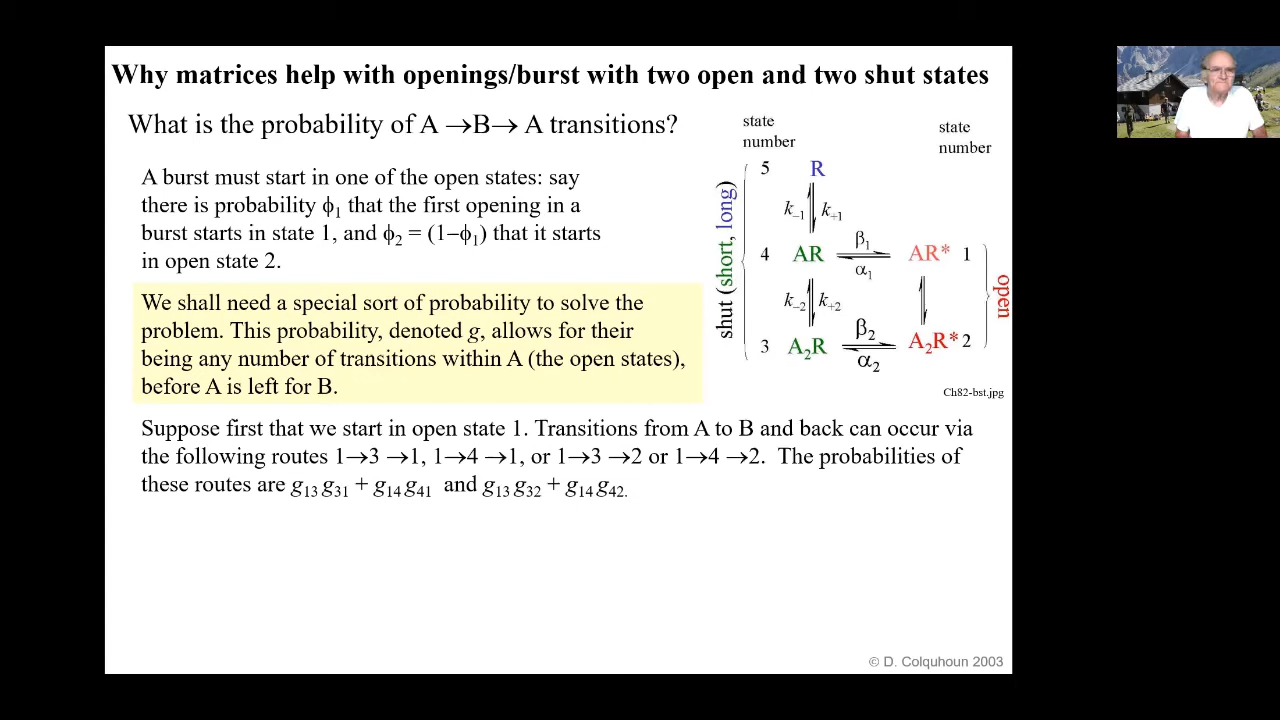 Why matrices help with openings/burst with two open and two shut states
What is the probability of A →B→ A transitions?
A burst must start in one of the open states: say
there is probability ϕ₁ that the first opening in a
burst starts in state 1, and ϕ₂ = (1−ϕ₁) that it starts
in open state 2.
We shall need a special sort of probability to solve the
problem. This probability, denoted g, allows for their
being any number of transitions within A (the open states),
before A is left for B.
state
number
state
number
5 R
k₋₁ k₊₁
4 AR β₁ AR* 1
α₁
k₋₂ k₊₂
3 A₂R β₂ A₂R* 2
α₂
shut (short, long)
open
Ch82-bst.jpg
Suppose first that we start in open state 1. Transitions from A to B and back can occur via
the following routes 1→3 →1, 1→4 →1, or 1→3 →2 or 1→4 →2. The probabilities of
these routes are g₁₃ g₃₁ + g₁₄ g₄₁ and g₁₃ g₃₂ + g₁₄ g₄₂.
© D. Colquhoun 2003